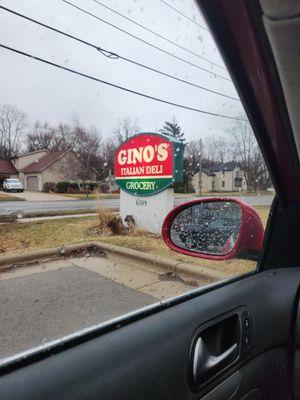 GINO'S
ITALIAN DELI
GROCERY
6509